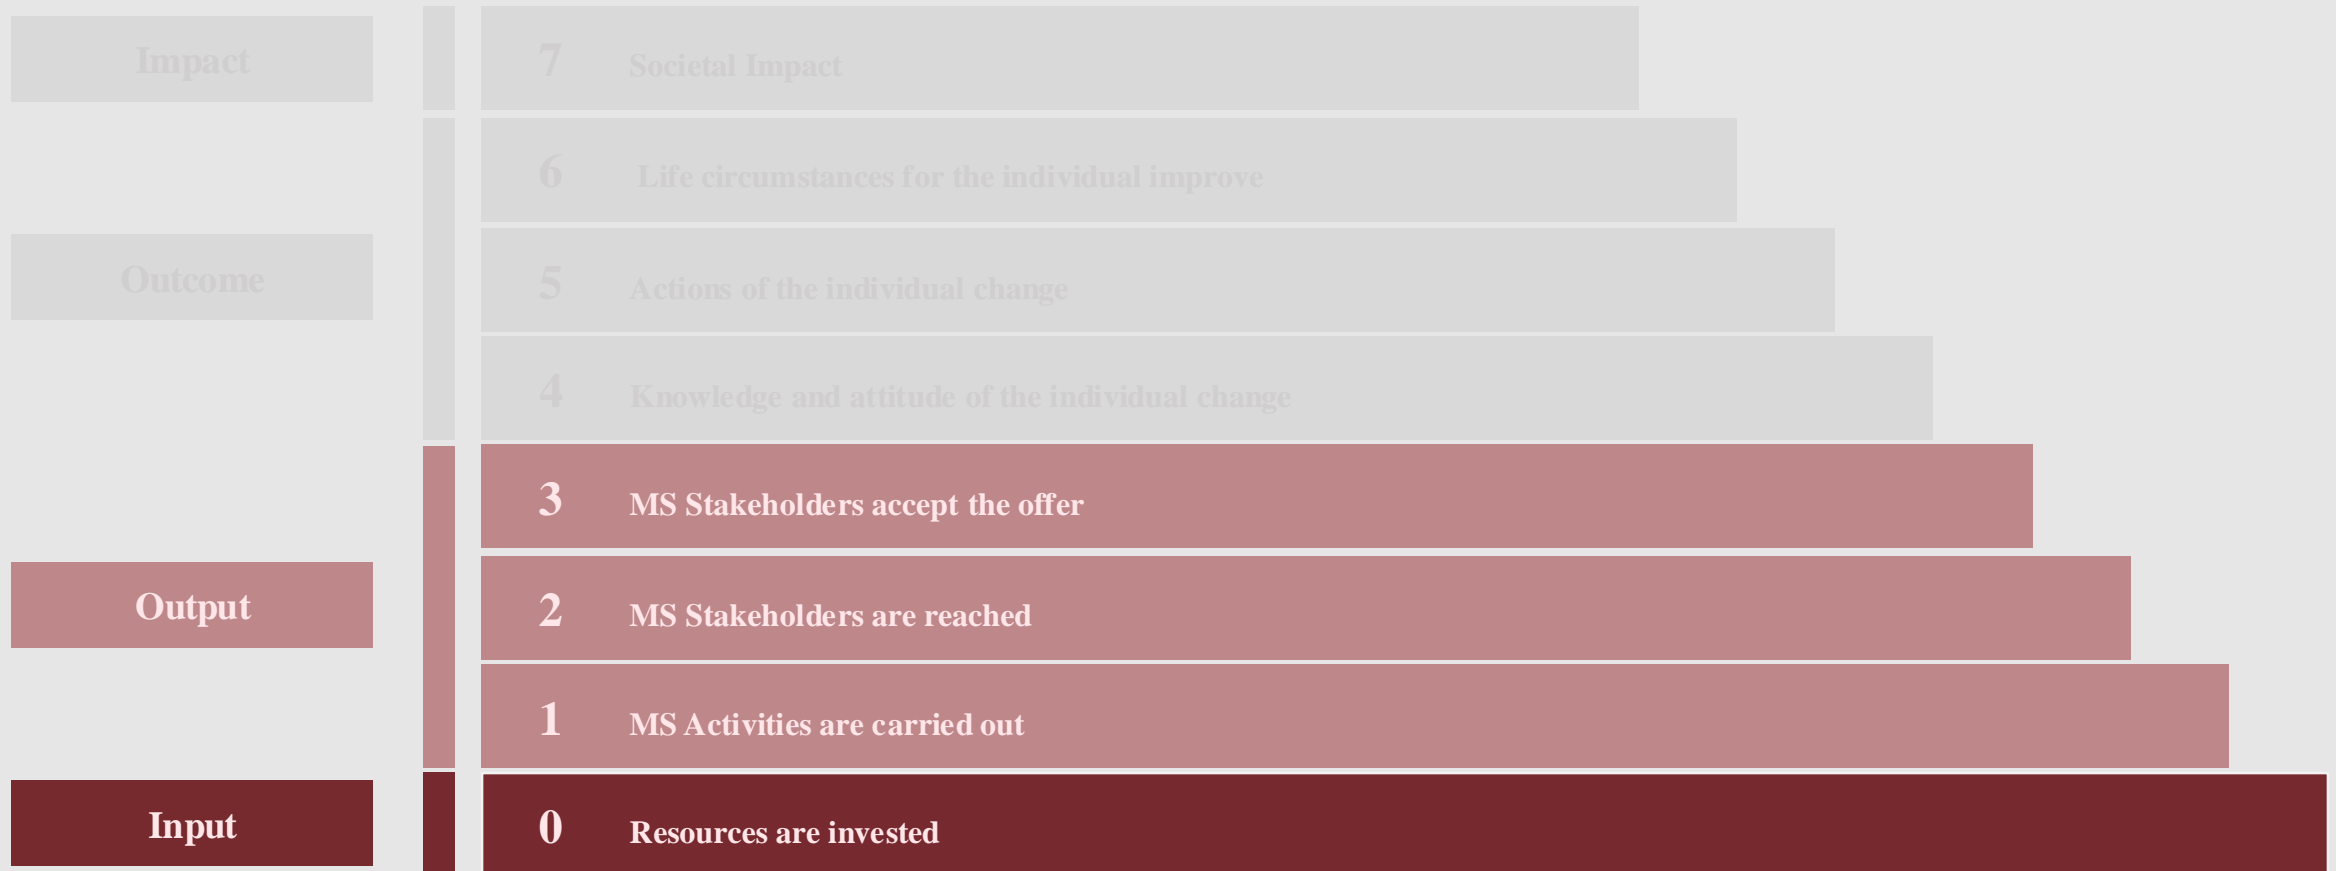 Impact
7 Societal Impact
6 Life circumstances for the individual improve
Outcome
5 Actions of the individual change
4 Knowledge and attitude of the individual change
3 MS Stakeholders accept the offer
Output
2 MS Stakeholders are reached
1 MS Activities are carried out
Input
0 Resources are invested